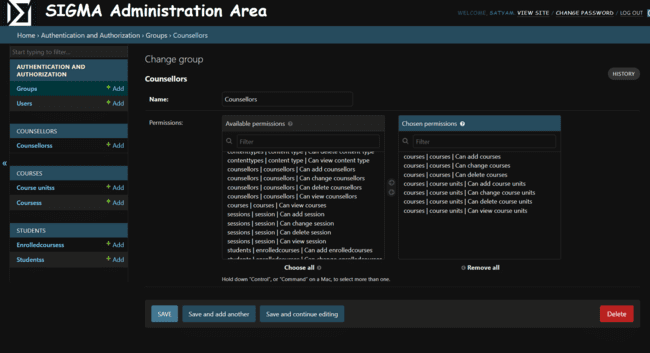 SIGMA Administration Area
WELCOME, SATYAM. VIEW SITE / CHANGE PASSWORD / LOG OUT
Home › Authentication and Authorization › Groups › Counsellors
Start typing to filter...
AUTHENTICATION AND
AUTHORIZATION
Groups + Add
Users + Add
COUNSELLORS
Counsellorss + Add
COURSES
Course unitss + Add
Coursess + Add
STUDENTS
Enrolledcoursess + Add
Studentss + Add
«
Change group
Counsellors
HISTORY
Name: Counsellors
Permissions:
Available permissions
Filter
contenttypes | content type | Can delete content type
contenttypes | content type | Can view content type
counsellors | counsellors | Can add counsellors
counsellors | counsellors | Can change counsellors
counsellors | counsellors | Can delete counsellors
counsellors | counsellors | Can view counsellors
courses | courses | Can view courses
sessions | session | Can add session
sessions | session | Can change session
sessions | session | Can delete session
sessions | session | Can view session
students | enrolledcourses | Can add enrolledcourses
students | enrolledcourses | Can change enrolledcourses
Choose all
Chosen permissions
Filter
courses | courses | Can add courses
courses | courses | Can change courses
courses | courses | Can delete courses
courses | course units | Can add course units
courses | course units | Can change course units
courses | course units | Can delete course units
courses | course units | Can view course units
Remove all
Hold down "Control", or "Command" on a Mac, to select more than one.
SAVE
Save and add another
Save and continue editing
Delete